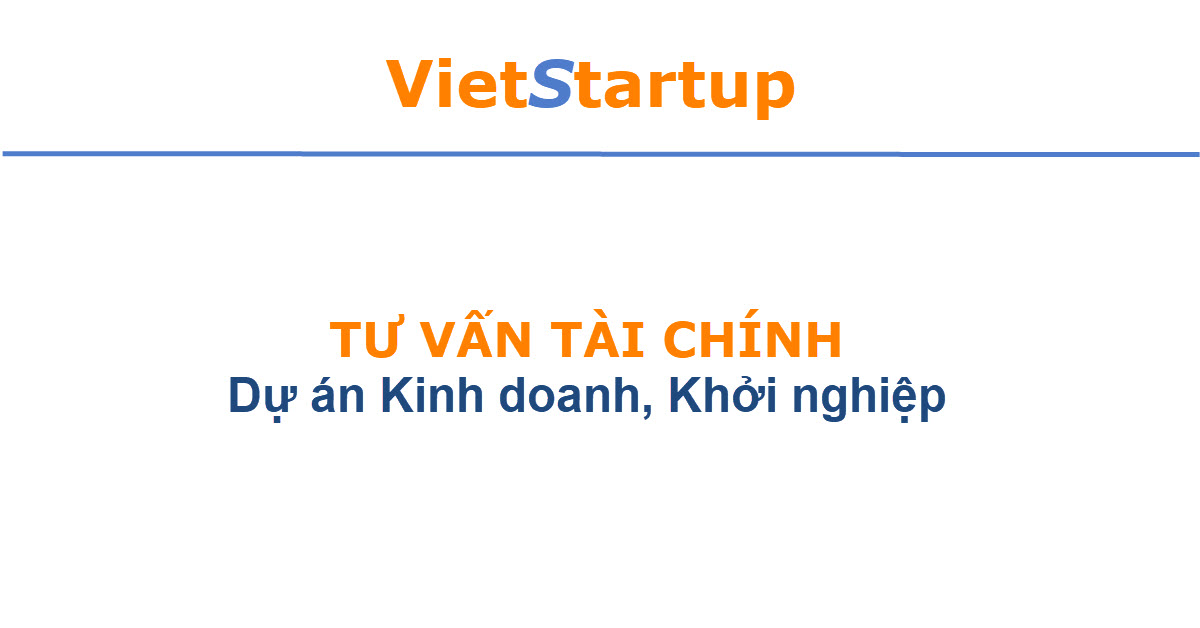 VietStartup
TƯ VẤN TÀI CHÍNH
Dự án Kinh doanh, Khởi nghiệp